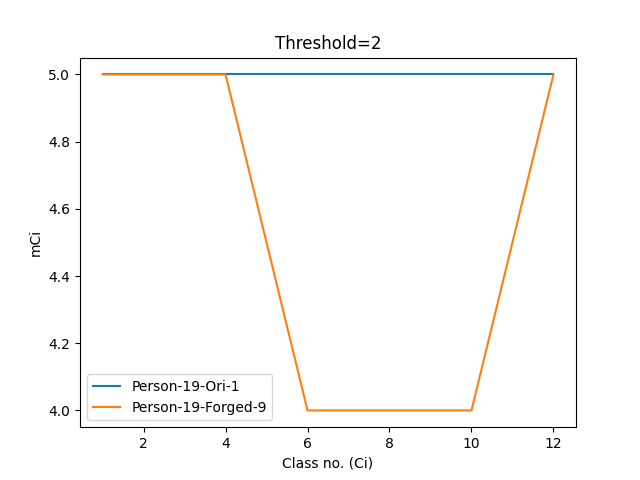 Threshold=2
5.0
4.8
4.6
4.4
4.2
4.0
mCi
Person-19-Ori-1
Person-19-Forged-9
2 4 6 8 10 12
Class no. (Ci)